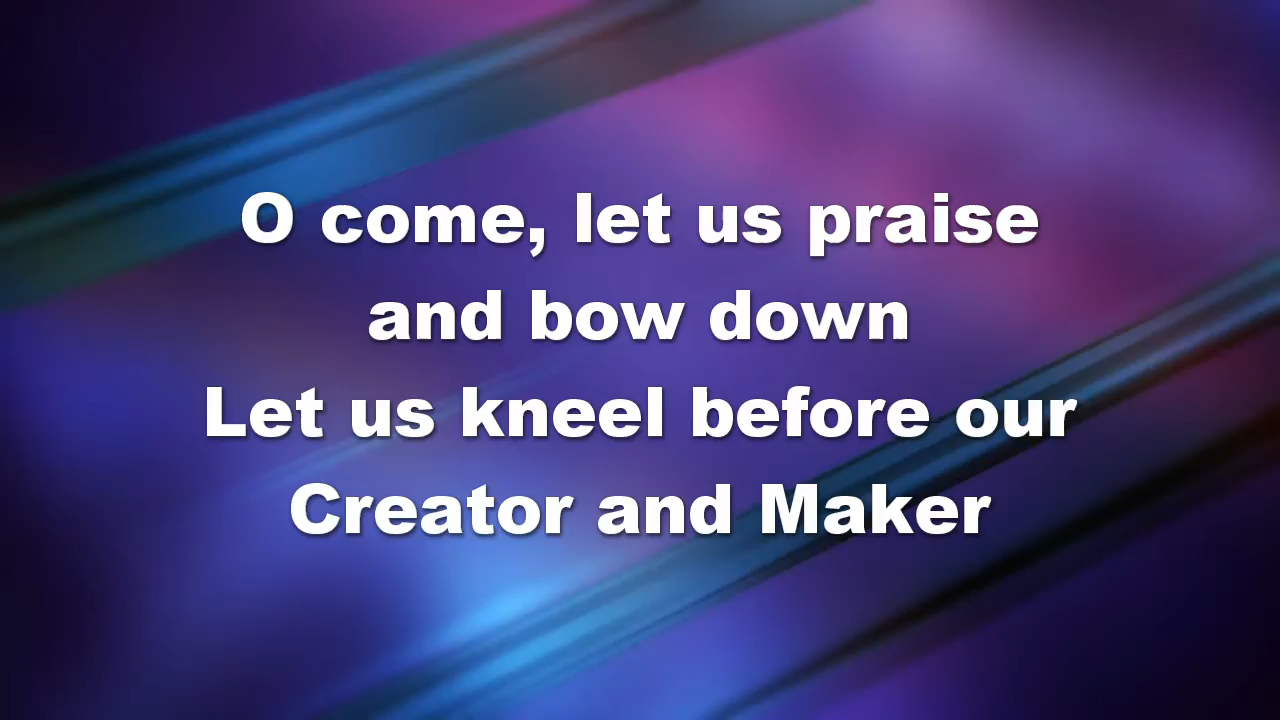 O come, let us praise
and bow down
Let us kneel before our
Creator and Maker